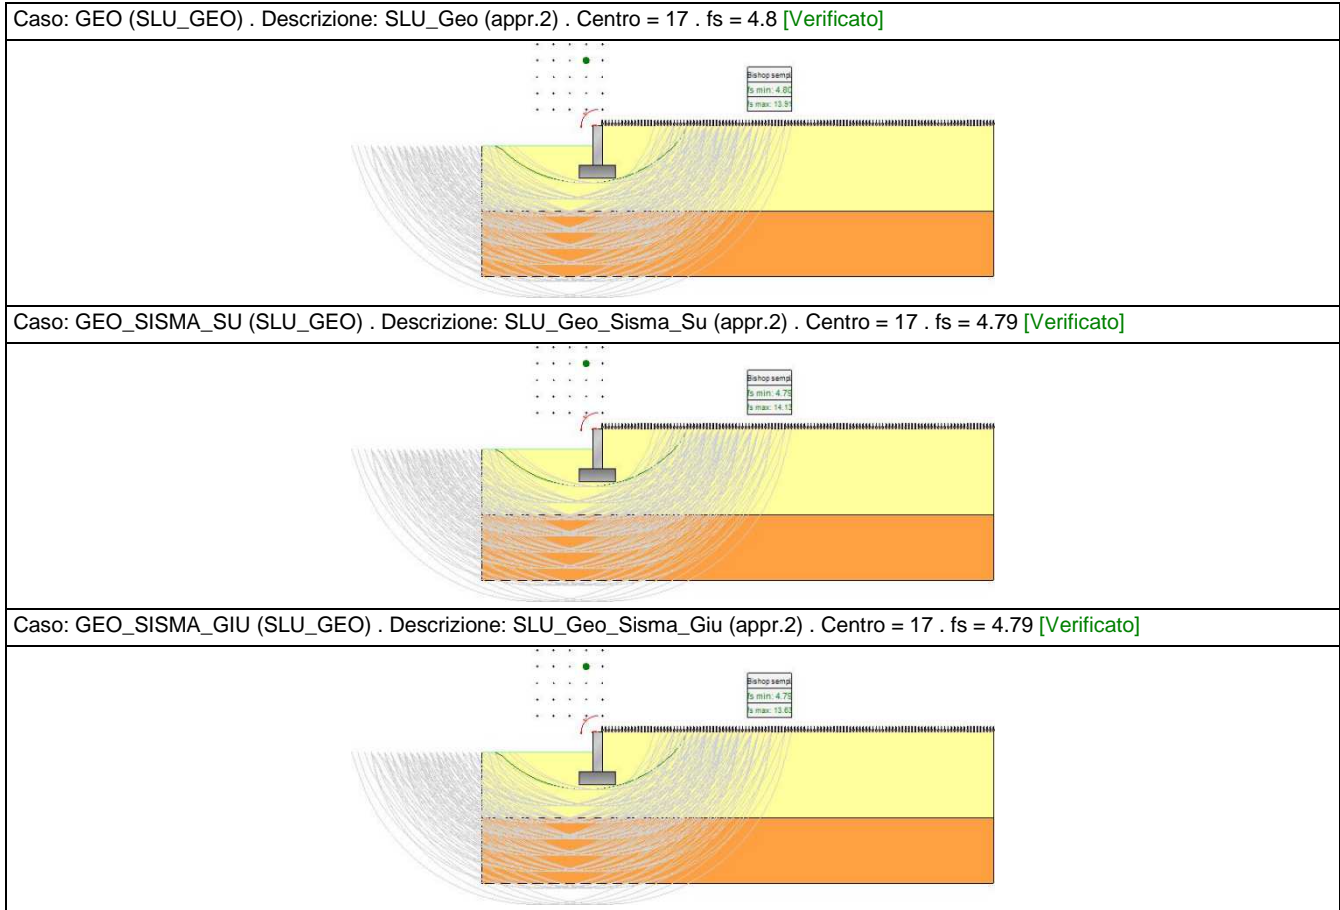 Caso: GEO (SLU_GEO) . Descrizione: SLU_Geo (appr.2) . Centro = 17 . fs = 4.8 [Verificato]
Bishop sempl
fs min: 4.80
fs max: 13.91
Caso: GEO_SISMA_SU (SLU_GEO) . Descrizione: SLU_Geo_Sisma_Su (appr.2) . Centro = 17 . fs = 4.79 [Verificato]
Bishop sempl
fs min: 4.79
fs max: 14.13
Caso: GEO_SISMA_GIU (SLU_GEO) . Descrizione: SLU_Geo_Sisma_Giu (appr.2) . Centro = 17 . fs = 4.79 [Verificato]
Bishop sempl
fs min: 4.79
fs max: 13.63